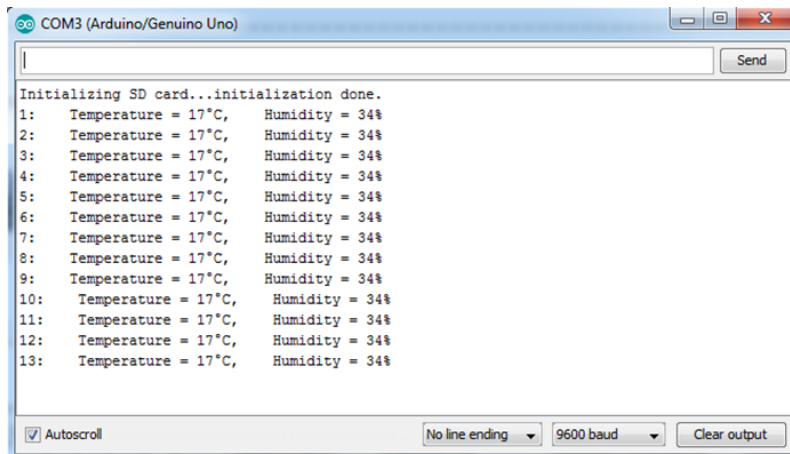 COM3 (Arduino/Genuino Uno)
Send
Initializing SD card...initialization done.
1:    Temperature = 17°C,    Humidity = 34%
2:    Temperature = 17°C,    Humidity = 34%
3:    Temperature = 17°C,    Humidity = 34%
4:    Temperature = 17°C,    Humidity = 34%
5:    Temperature = 17°C,    Humidity = 34%
6:    Temperature = 17°C,    Humidity = 34%
7:    Temperature = 17°C,    Humidity = 34%
8:    Temperature = 17°C,    Humidity = 34%
9:    Temperature = 17°C,    Humidity = 34%
10:    Temperature = 17°C,    Humidity = 34%
11:    Temperature = 17°C,    Humidity = 34%
12:    Temperature = 17°C,    Humidity = 34%
13:    Temperature = 17°C,    Humidity = 34%
Autoscroll No line ending 9600 baud Clear output